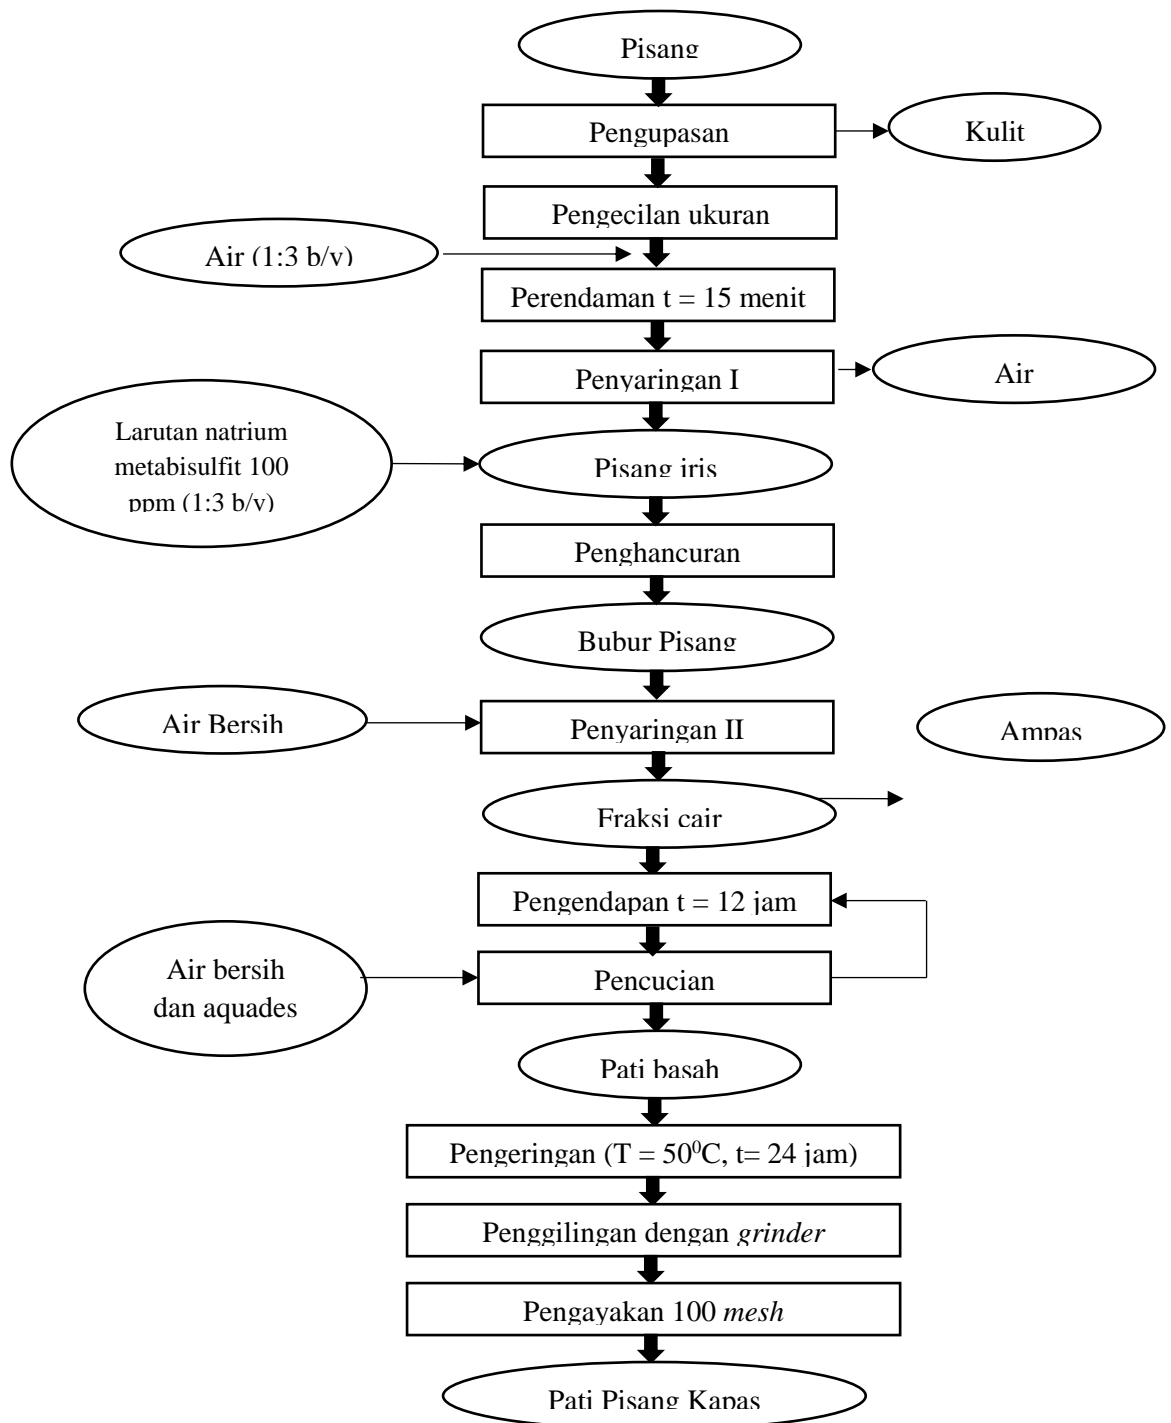 Pisang
Pengupasan
Kulit
Pengecilan ukuran
Air (1:3 b/v)
Perendaman t = 15 menit
Penyaringan I
Air
Larutan natrium
metabisulfit 100
ppm (1:3 b/v)
Pisang iris
Penghancuran
Bubur Pisang
Air Bersih
Penyaringan II
Ampas
Fraksi cair
Pengendapan t = 12 jam
Air bersih
dan aquades
Pencucian
Pati basah
Pengeringan (T = 50⁰C, t= 24 jam)
Penggilingan dengan grinder
Pengayakan 100 mesh
Pati Pisang Kapas